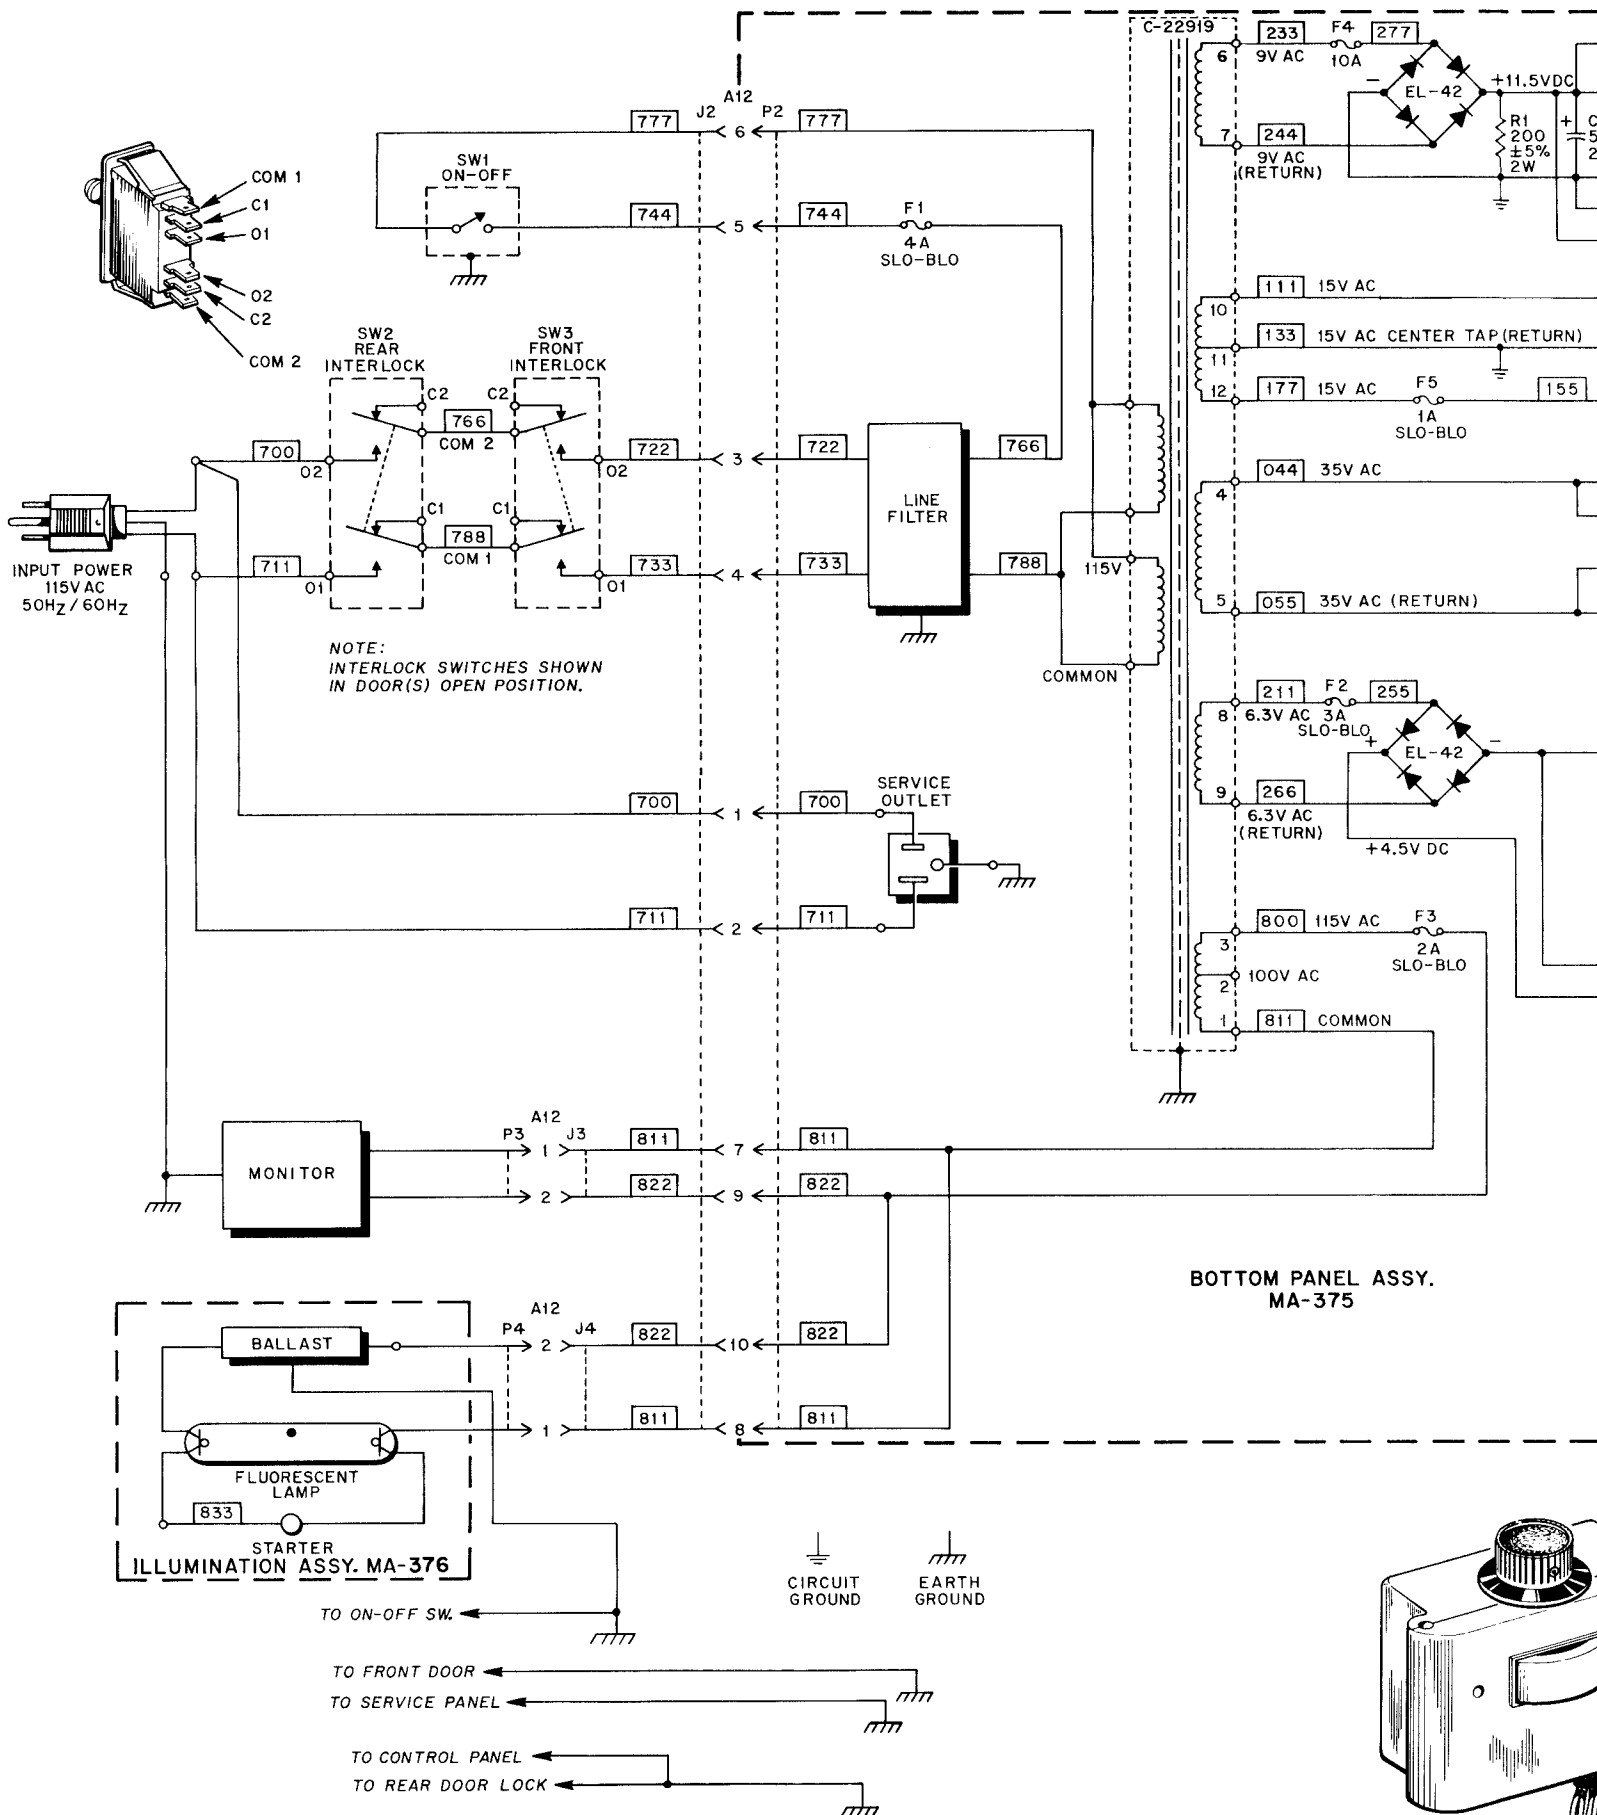 C-22919
233
F4
277
6
9V AC
10A
EL-42
-
+11.5VDC
R1
200
±5%
2W
+
C
5
2
7
244
9V AC
(RETURN)
A12
J2
P2
777
6
777
SW1
ON-OFF
744
5
744
F1
4A
SLO-BLO
COM 1
C1
O1
O2
C2
COM 2
10
111
15V AC
11
133
15V AC CENTER TAP (RETURN)
12
177
15V AC
F5
1A
SLO-BLO
155
SW2
REAR
INTERLOCK
SW3
FRONT
INTERLOCK
C2
C2
766
COM 2
700
O2
O2
722
3
722
766
C1
C1
788
COM 1
711
O1
O1
733
4
733
788
LINE
FILTER
115V
COMMON
INPUT POWER
115V AC
50HZ / 60HZ
4
044
35V AC
5
055
35V AC (RETURN)
NOTE:
INTERLOCK SWITCHES SHOWN
IN DOOR(S) OPEN POSITION.
8
211
F2
255
6.3V AC
3A
SLO-BLO
+
EL-42
-
9
266
6.3V AC
(RETURN)
+4.5V DC
SERVICE
OUTLET
700
1
700
711
2
711
3
800
115V AC
F3
2A
SLO-BLO
2
100V AC
1
811
COMMON
MONITOR
A12
P3
J3
1
811
7
811
2
822
9
822
BOTTOM PANEL ASSY.
MA-375
A12
P4
J4
BALLAST
2
822
10
822
1
811
8
811
FLUORESCENT
LAMP
833
STARTER
ILLUMINATION ASSY. MA-376
CIRCUIT
GROUND
EARTH
GROUND
TO ON-OFF SW.
TO FRONT DOOR
TO SERVICE PANEL
TO CONTROL PANEL
TO REAR DOOR LOCK